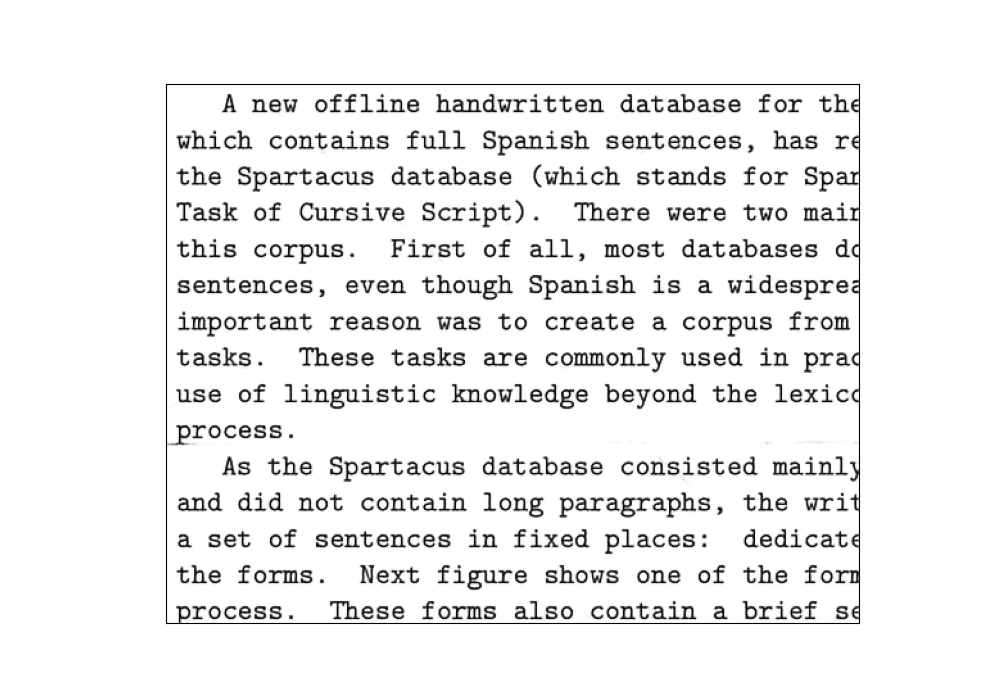 A new offline handwritten database for the
which contains full Spanish sentences, has re
the Spartacus database (which stands for Span
Task of Cursive Script). There were two main
this corpus. First of all, most databases do
sentences, even though Spanish is a widesprea
important reason was to create a corpus from
tasks. These tasks are commonly used in prac
use of linguistic knowledge beyond the lexico
process.
As the Spartacus database consisted mainly
and did not contain long paragraphs, the writ
a set of sentences in fixed places: dedicate
the forms. Next figure shows one of the form
process. These forms also contain a brief se